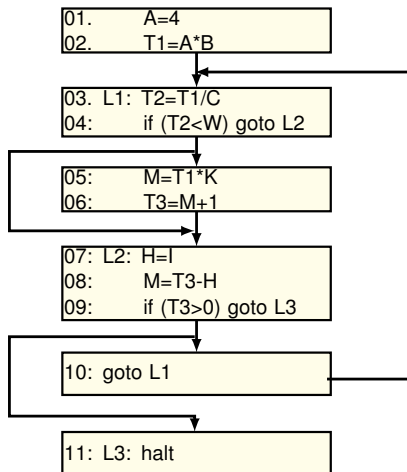 01. A=4
02. T1=A*B
03. L1: T2=T1/C
04: if (T2<W) goto L2
05: M=T1*K
06: T3=M+1
07: L2: H=I
08: M=T3-H
09: if (T3>0) goto L3
10: goto L1
11: L3: halt